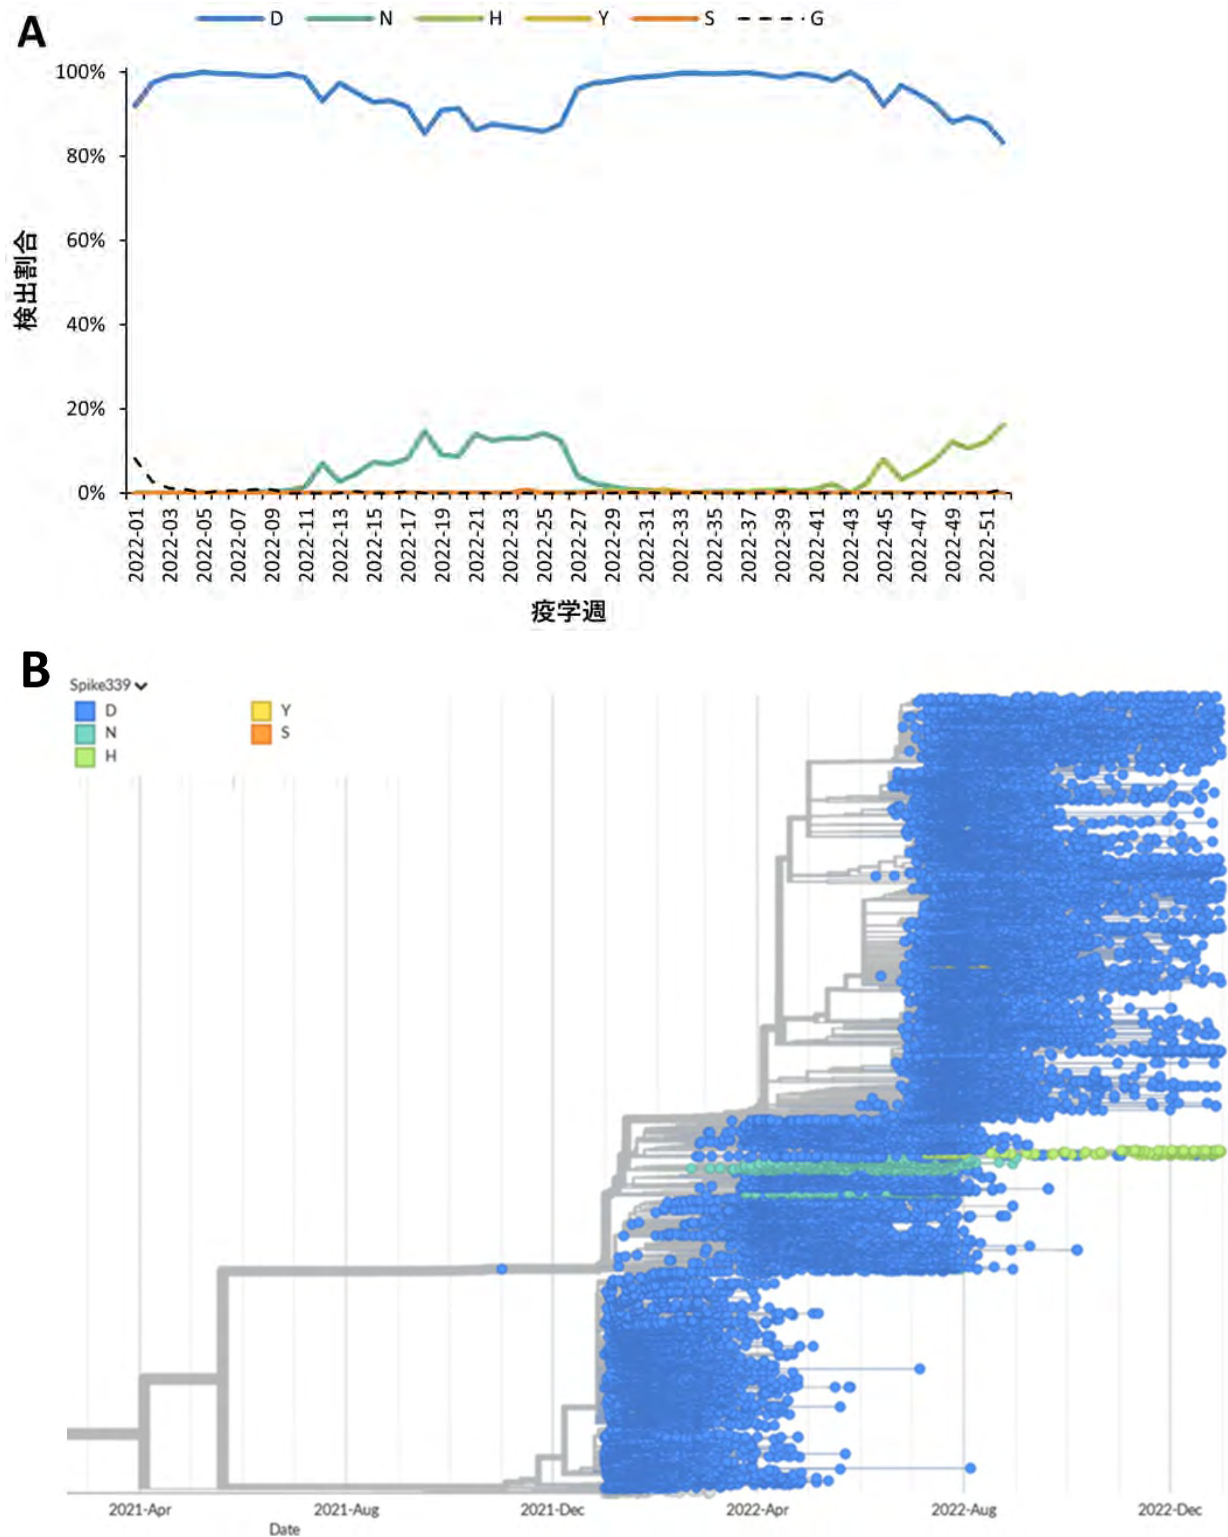 A
D N H Y S G
100%
80%
60%
40%
20%
0%
検出割合
2022-01 2022-03 2022-05 2022-07 2022-09 2022-11 2022-13 2022-15 2022-17 2022-19 2022-21 2022-23 2022-25 2022-27 2022-29 2022-31 2022-33 2022-35 2022-37 2022-39 2022-41 2022-43 2022-45 2022-47 2022-49 2022-51
疫学週
B
Spike339
D Y
N S
H
2021-Apr 2021-Aug 2021-Dec 2022-Apr 2022-Aug 2022-Dec
Date